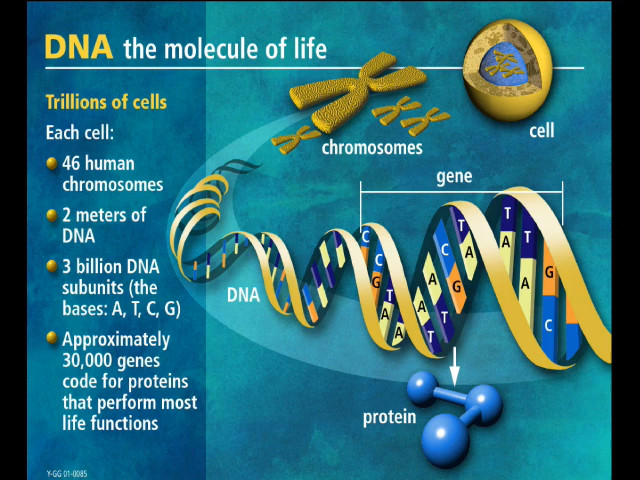 DNA the molecule of life
Trillions of cells
Each cell:
46 human
chromosomes
2 meters of
DNA
3 billion DNA
subunits (the
bases: A, T, C, G)
Approximately
30,000 genes
code for proteins
that perform most
life functions
chromosomes
cell
gene
DNA
C
C
G
T
A
A
A
A
T
T
C
G
T
A
A
T
T
A
G
C
protein
Y-GG 01-0085